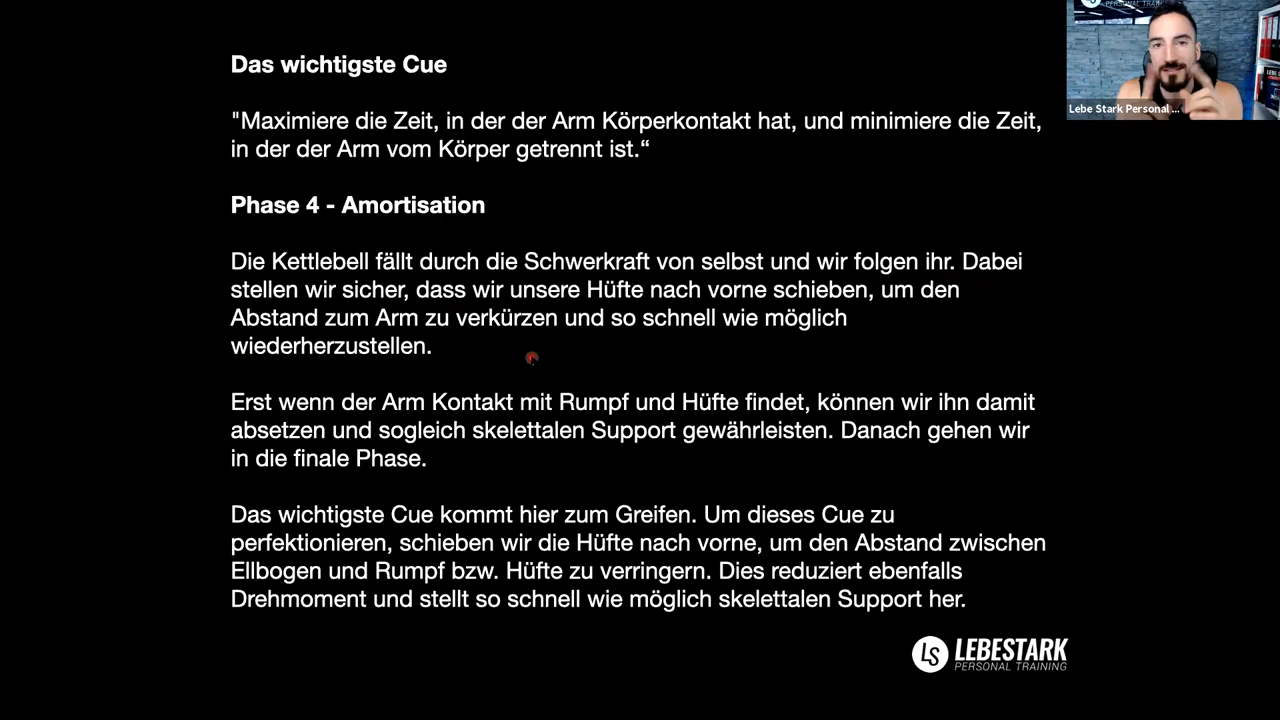 Das wichtigste Cue
"Maximiere die Zeit, in der der Arm Körperkontakt hat, und minimiere die Zeit,
in der der Arm vom Körper getrennt ist.“
Phase 4 - Amortisation
Die Kettlebell fällt durch die Schwerkraft von selbst und wir folgen ihr. Dabei
stellen wir sicher, dass wir unsere Hüfte nach vorne schieben, um den
Abstand zum Arm zu verkürzen und so schnell wie möglich
wiederherzustellen.
Erst wenn der Arm Kontakt mit Rumpf und Hüfte findet, können wir ihn damit
absetzen und sogleich skelettalen Support gewährleisten. Danach gehen wir
in die finale Phase.
Das wichtigste Cue kommt hier zum Greifen. Um dieses Cue zu
perfektionieren, schieben wir die Hüfte nach vorne, um den Abstand zwischen
Ellbogen und Rumpf bzw. Hüfte zu verringern. Dies reduziert ebenfalls
Drehmoment und stellt so schnell wie möglich skelettalen Support her.
LS LEBESTARK
PERSONAL TRAINING
Lebe Stark Personal ...